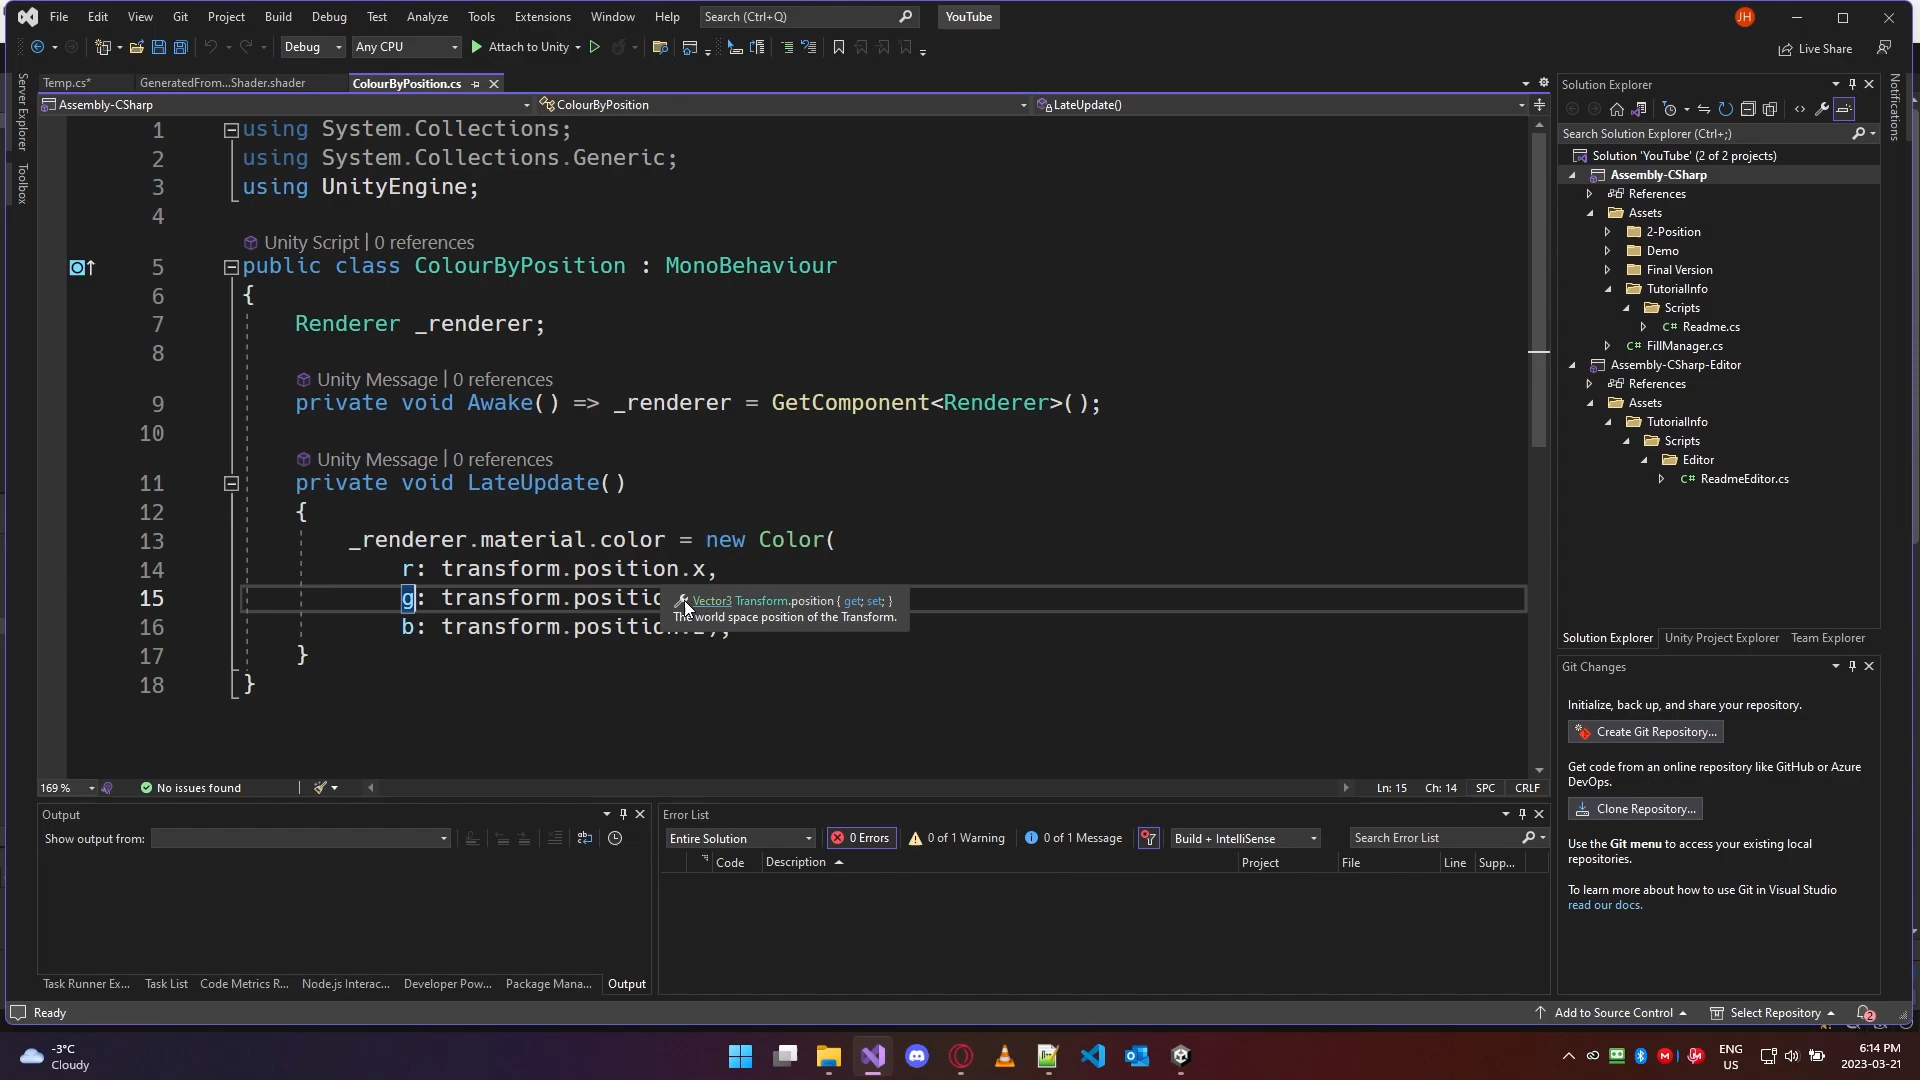 File Edit View Git Project Build Debug Test Analyze Tools Extensions Window Help Search (Ctrl+Q) YouTube JH
Debug Any CPU Attach to Unity Live Share
Server Explorer
Toolbox
Temp.cs* GeneratedFrom...Shader.shader ColourByPosition.cs
Assembly-CSharp ColourByPosition LateUpdate()
1 using System.Collections;
2 using System.Collections.Generic;
3 using UnityEngine;
4
Unity Script | 0 references
5 public class ColourByPosition : MonoBehaviour
6 {
7 Renderer _renderer;
8
Unity Message | 0 references
9 private void Awake() => _renderer = GetComponent<Renderer>();
10
Unity Message | 0 references
11 private void LateUpdate()
12 {
13 _renderer.material.color = new Color(
14 r: transform.position.x,
15 g: transform.positio
Vector3 Transform.position { get; set; }
The world space position of the Transform.
16 b: transform.position
17 }
18 }
169 % No issues found Ln: 15 Ch: 14 SPC CRLF
Output
Show output from:
Task Runner Ex... Task List Code Metrics R... Node.js Interac... Developer Pow... Package Mana... Output
Error List
Entire Solution 0 Errors 0 of 1 Warning 0 of 1 Message Build + IntelliSense Search Error List
Code Description Project File Line Supp...
Solution Explorer
Search Solution Explorer (Ctrl+;)
Solution 'YouTube' (2 of 2 projects)
Assembly-CSharp
References
Assets
2-Position
Demo
Final Version
TutorialInfo
Scripts
C# Readme.cs
C# FillManager.cs
Assembly-CSharp-Editor
References
Assets
TutorialInfo
Scripts
Editor
C# ReadmeEditor.cs
Solution Explorer Unity Project Explorer Team Explorer
Git Changes
Initialize, back up, and share your repository.
Create Git Repository...
Get code from an online repository like GitHub or Azure
DevOps.
Clone Repository...
Use the Git menu to access your existing local
repositories.
To learn more about how to use Git in Visual Studio
read our docs.
Notifications
Ready Add to Source Control Select Repository 2
-3°C
Cloudy
ENG
US
6:14 PM
2023-03-21